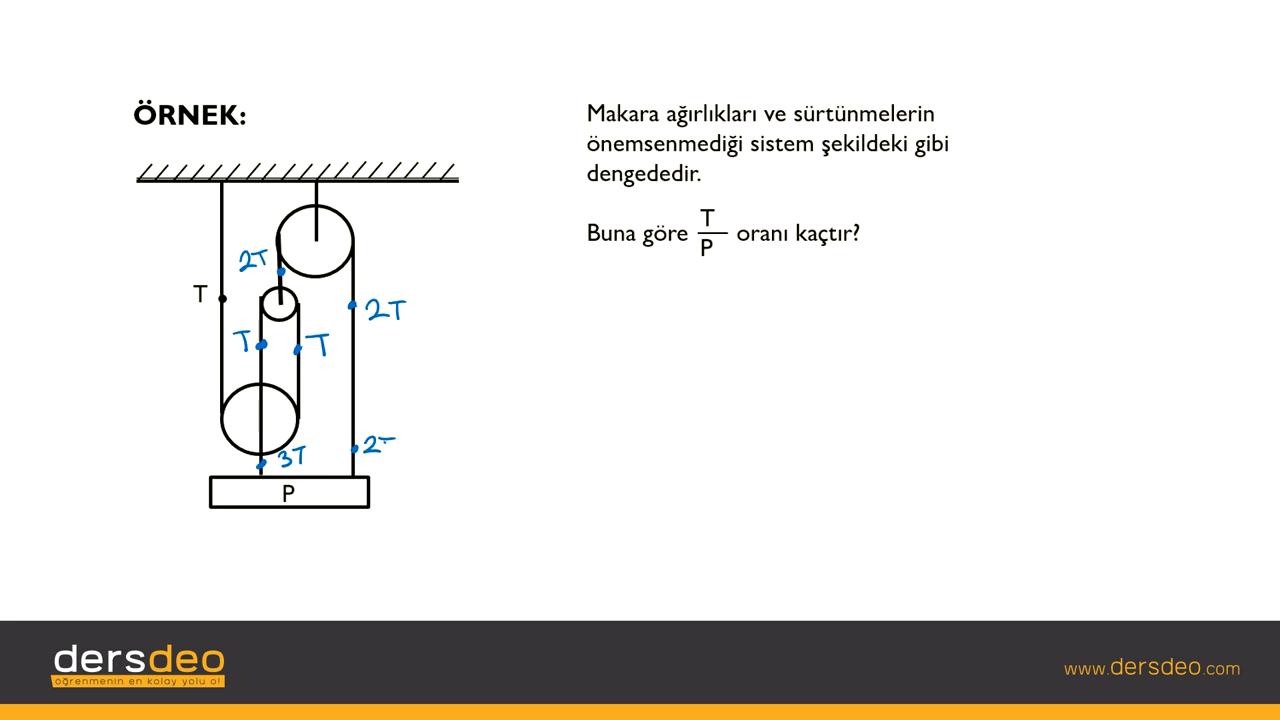 ÖRNEK:
Makara ağırlıkları ve sürtünmelerin
önemsenmediği sistem şekildeki gibi
dengededir.
Buna göre T/P oranı kaçtır?
2T
T
2T
T
T
2T
3T
P
dersdeo
öğrenmenin en kolay yolu o!
www.dersdeo.com